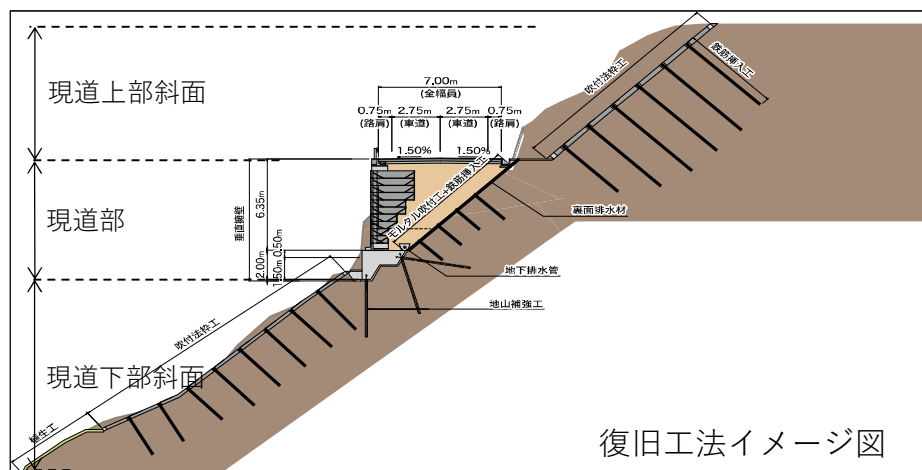 現道上部斜面
7.00m
(全幅員)
0.75m
(路肩)
2.75m
(車道)
2.75m
(車道)
0.75m
(路肩)
1.50%
1.50%
吹付法枠工
鉄筋挿入工
現道部
垂直擁壁
6.35m
2.00m
1.50m
0.50m
モルタル吹付工+鉄筋挿入工
裏面排水材
地下排水管
地山補強工
現道下部斜面
吹付法枠工
植生工
復旧工法イメージ図